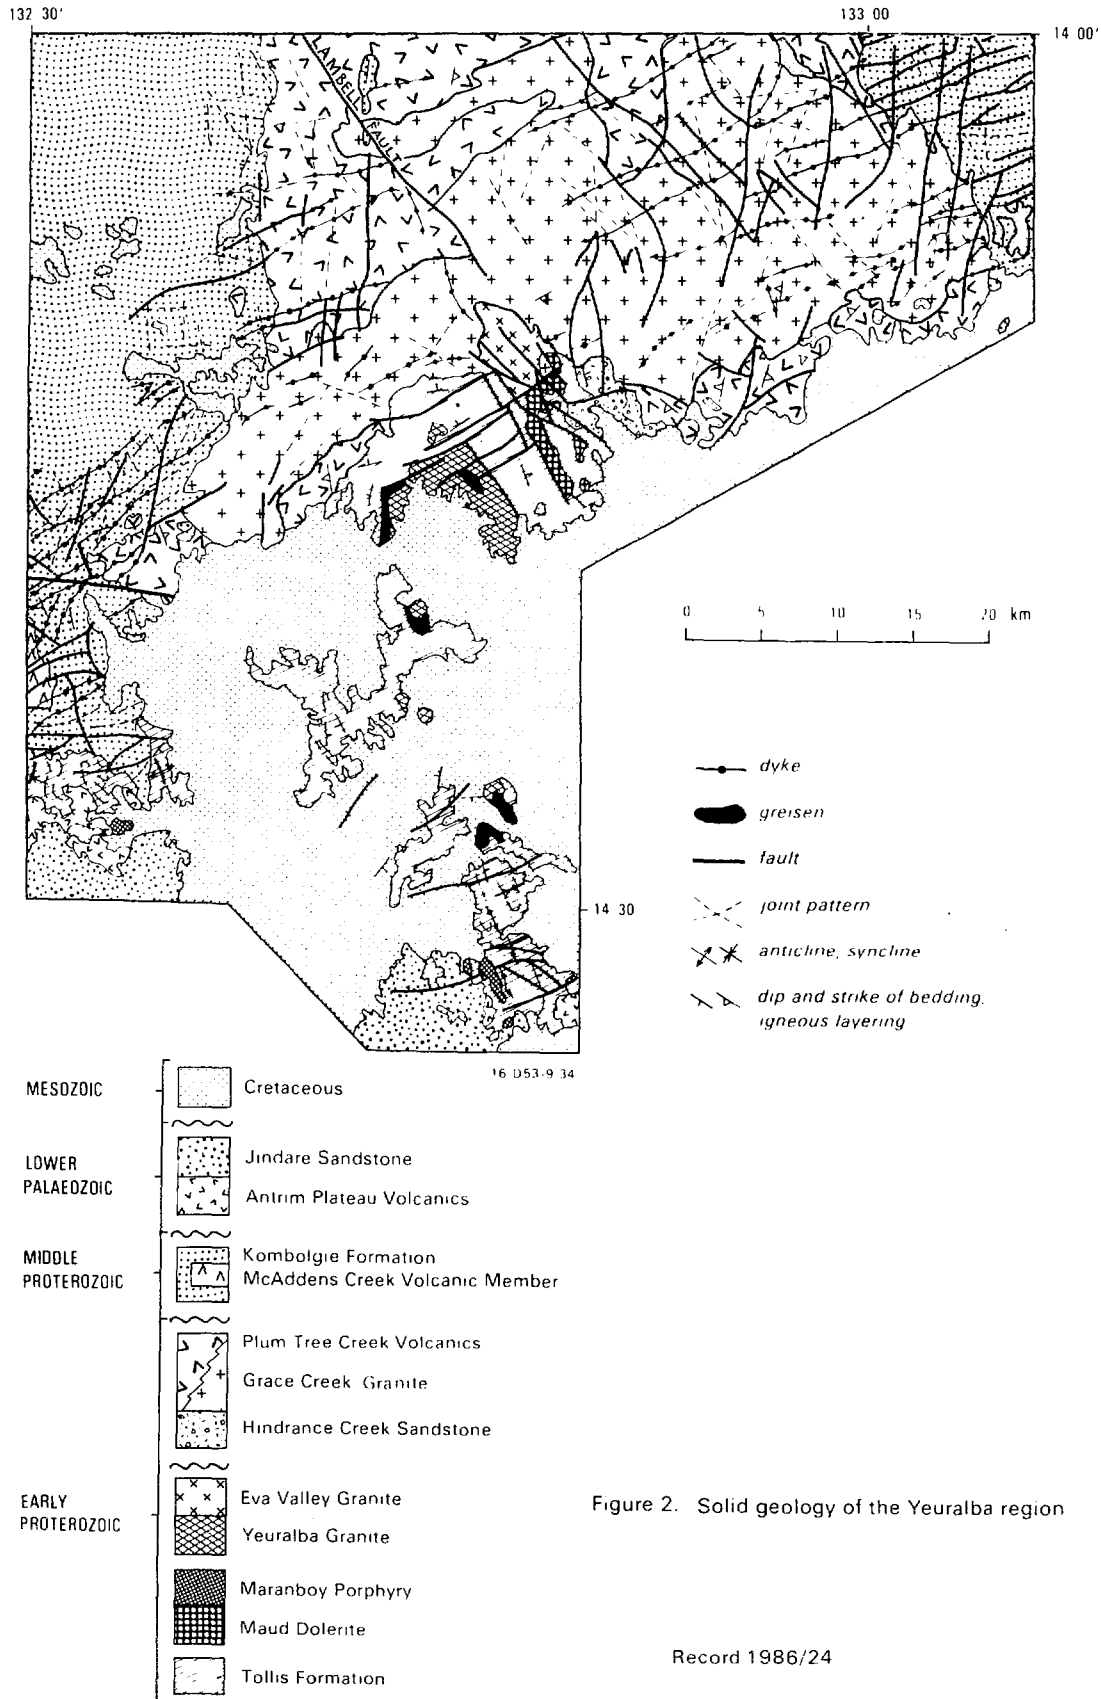 132 30'
133 00
14 00'
LAMBELL FAULT
0 5 10 15 20 km
dyke
greisen
fault
joint pattern
14 30
anticline, syncline
dip and strike of bedding,
igneous layering
16 D53-9 34
MESOZOIC
Cretaceous
LOWER
PALAEOZOIC
Jindare Sandstone
Antrim Plateau Volcanics
MIDDLE
PROTEROZOIC
Kombolgie Formation
McAddens Creek Volcanic Member
Plum Tree Creek Volcanics
Grace Creek Granite
Hindrance Creek Sandstone
EARLY
PROTEROZOIC
Eva Valley Granite
Yeuralba Granite
Maranboy Porphyry
Maud Dolerite
Tollis Formation
Figure 2. Solid geology of the Yeuralba region
Record 1986/24